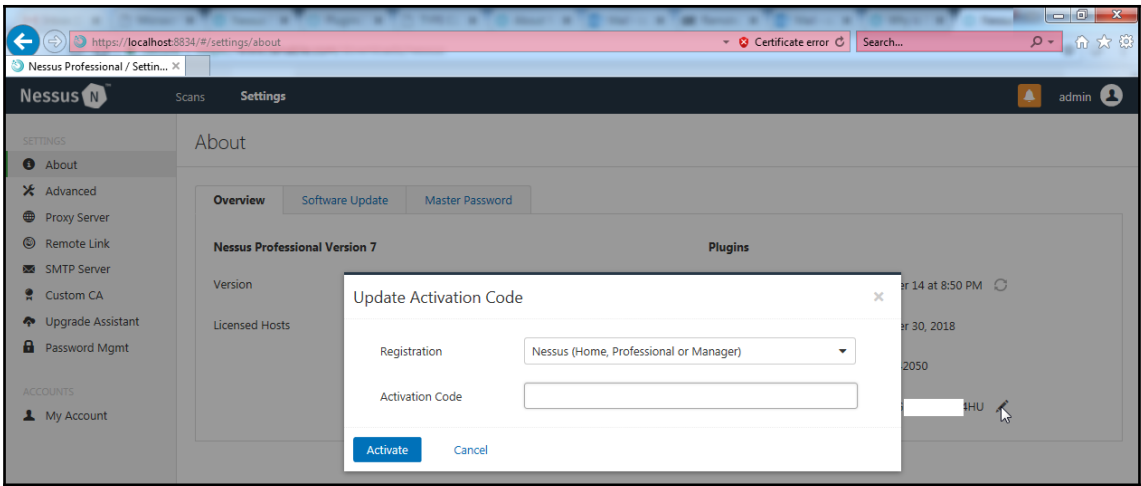 https://localhost:8834/#/settings/about
Certificate error
Search...
Nessus Professional / Settin...
Nessus N
Scans
Settings
admin
SETTINGS
About
Advanced
Proxy Server
Remote Link
SMTP Server
Custom CA
Upgrade Assistant
Password Mgmt
ACCOUNTS
My Account
About
Overview
Software Update
Master Password
Nessus Professional Version 7
Plugins
Version
er 14 at 8:50 PM
Licensed Hosts
er 30, 2018
2050
4HU
Update Activation Code
Registration
Nessus (Home, Professional or Manager)
Activation Code
Activate
Cancel